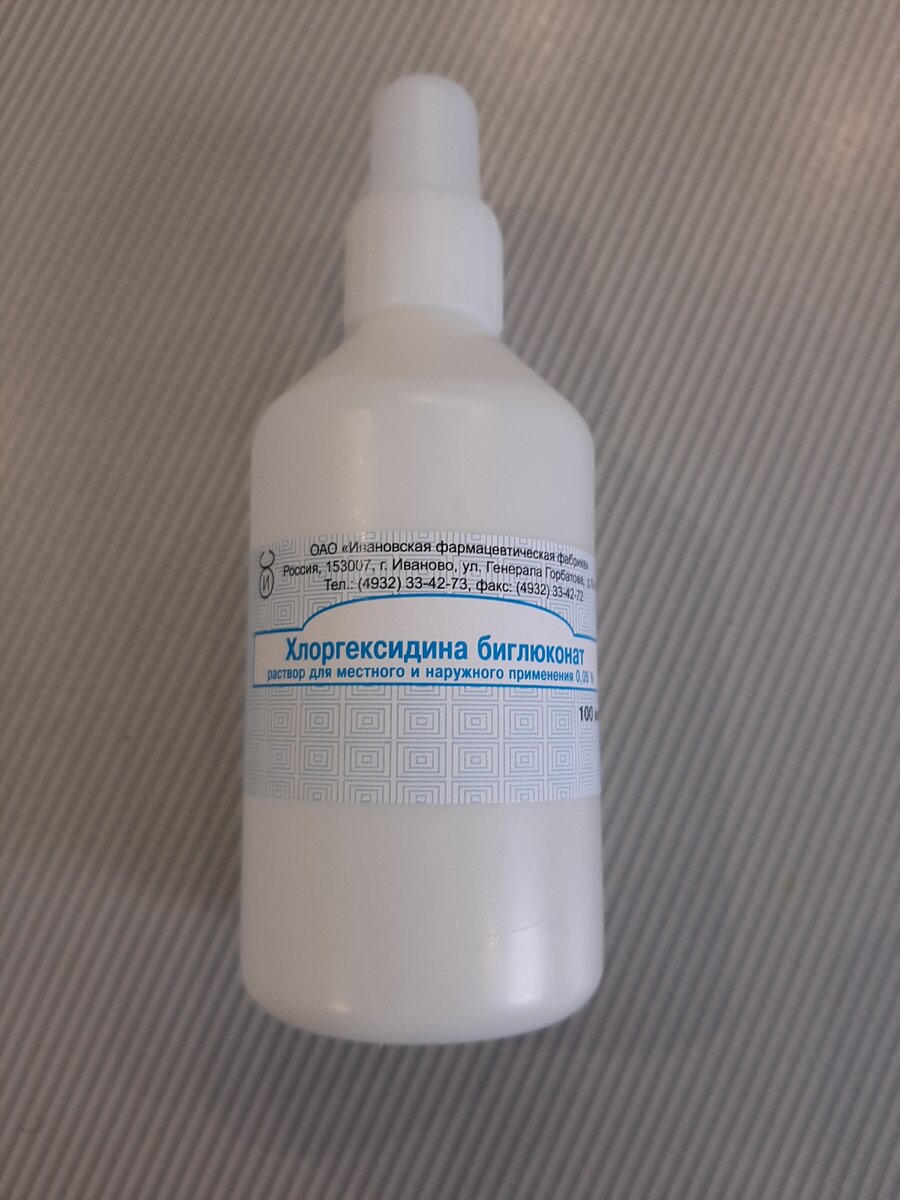 ОАО «Ивановская фармацевтическая фабрика»
Россия, 153007, г. Иваново, ул. Генерала Горбатова,
Тел.: (4932) 33-42-73, факс: (4932) 33-42-72
Хлоргексидина биглюконат
раствор для местного и наружного применения 0,05 %
100